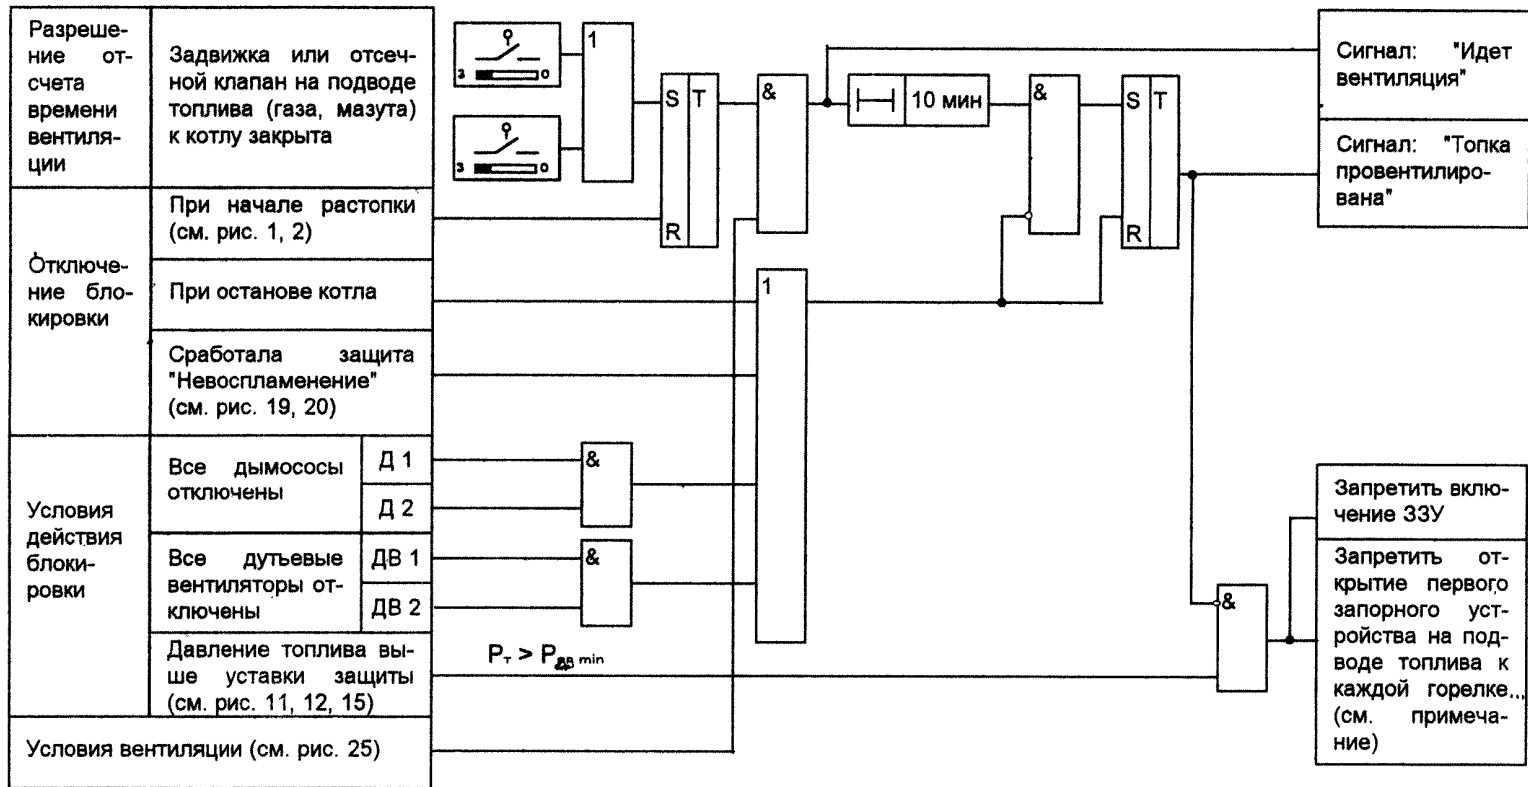 Разреше-
ние от-
счета
времени
вентиля-
ции
Задвижка или отсеч-
ной клапан на подводе
топлива (газа, мазута)
к котлу закрыта
З О
З О
1
S T
R
&
10 мин
&
S T
R
Сигнал: "Идет
вентиляция"
Сигнал: "Топка
провентилиро-
вана"
Отключе-
ние бло-
кировки
При начале растопки
(см. рис. 1, 2)
При останове котла
Сработала защита
"Невоспламенение"
(см. рис. 19, 20)
1
Условия
действия
блоки-
ровки
Все дымососы
отключены
Д 1
Д 2
&
Все дутьевые
вентиляторы от-
ключены
ДВ 1
ДВ 2
&
Давление топлива вы-
ше уставки защиты
(см. рис. 11, 12, 15)
Pт > Pдв min
&
Запретить вклю-
чение ЗЗУ
Запретить от-
крытие первого
запорного уст-
ройства на под-
воде топлива к
каждой горелке...
(см. примеча-
ние)
Условия вентиляции (см. рис. 25)